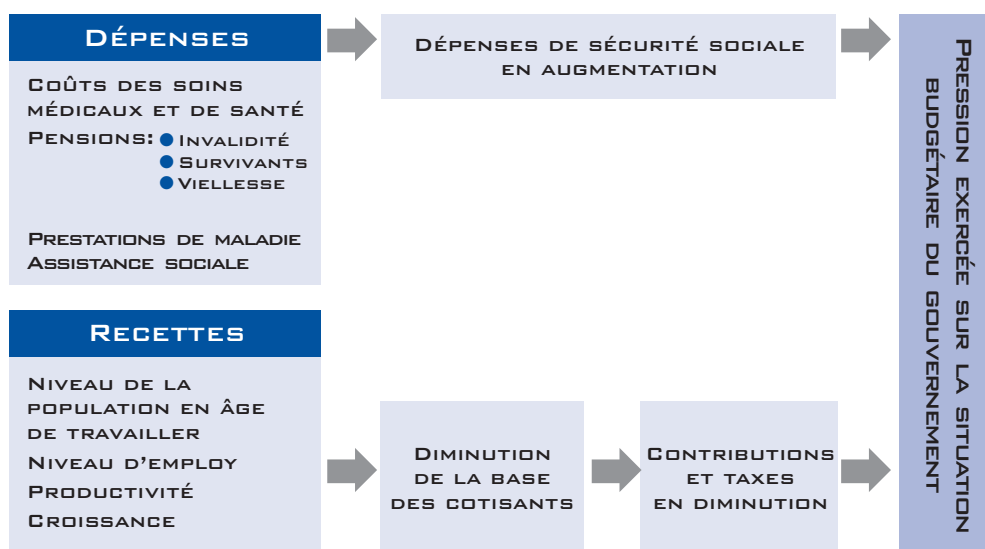 DÉPENSES
COÛTS DES SOINS
MÉDICAUX ET DE SANTÉ
PENSIONS: ● INVALIDITÉ
● SURVIVANTS
● VIELLESSE
PRESTATIONS DE MALADIE
ASSISTANCE SOCIALE
DÉPENSES DE SÉCURITÉ SOCIALE
EN AUGMENTATION
RECETTES
NIVEAU DE LA
POPULATION EN ÂGE
DE TRAVAILLER
NIVEAU D'EMPLOY
PRODUCTIVITÉ
CROISSANCE
DIMINUTION
DE LA BASE
DES COTISANTS
CONTRIBUTIONS
ET TAXES
EN DIMINUTION
PRESSION EXERCÉE SUR LA SITUATION
BUDGÉTAIRE DU GOUVERNEMENT